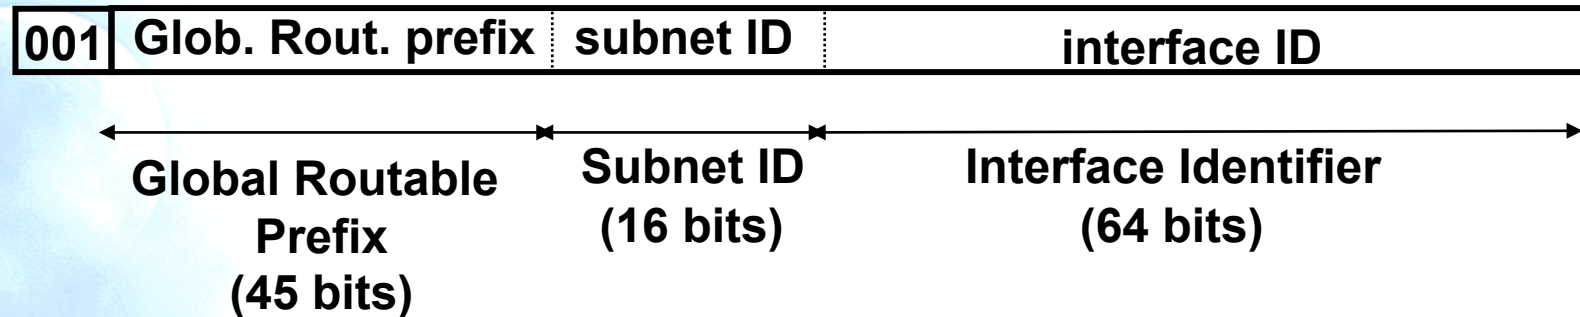 001 Glob. Rout. prefix subnet ID interface ID
Global Routable
Prefix
(45 bits)
Subnet ID
(16 bits)
Interface Identifier
(64 bits)